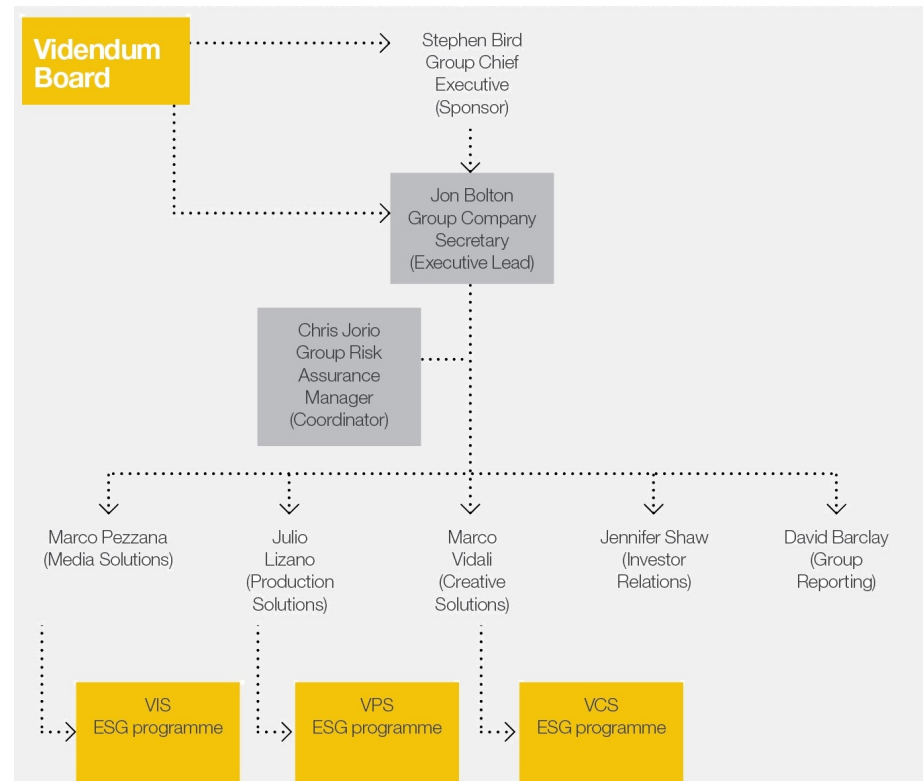 Videndum
Board
Stephen Bird
Group Chief
Executive
(Sponsor)
Jon Bolton
Group Company
Secretary
(Executive Lead)
Chris Jorio
Group Risk
Assurance
Manager
(Coordinator)
Marco Pezzana
(Media Solutions)
Julio
Lizano
(Production
Solutions)
Marco
Vidali
(Creative
Solutions)
Jennifer Shaw
(Investor
Relations)
David Barclay
(Group
Reporting)
VIS
ESG programme
VPS
ESG programme
VCS
ESG programme